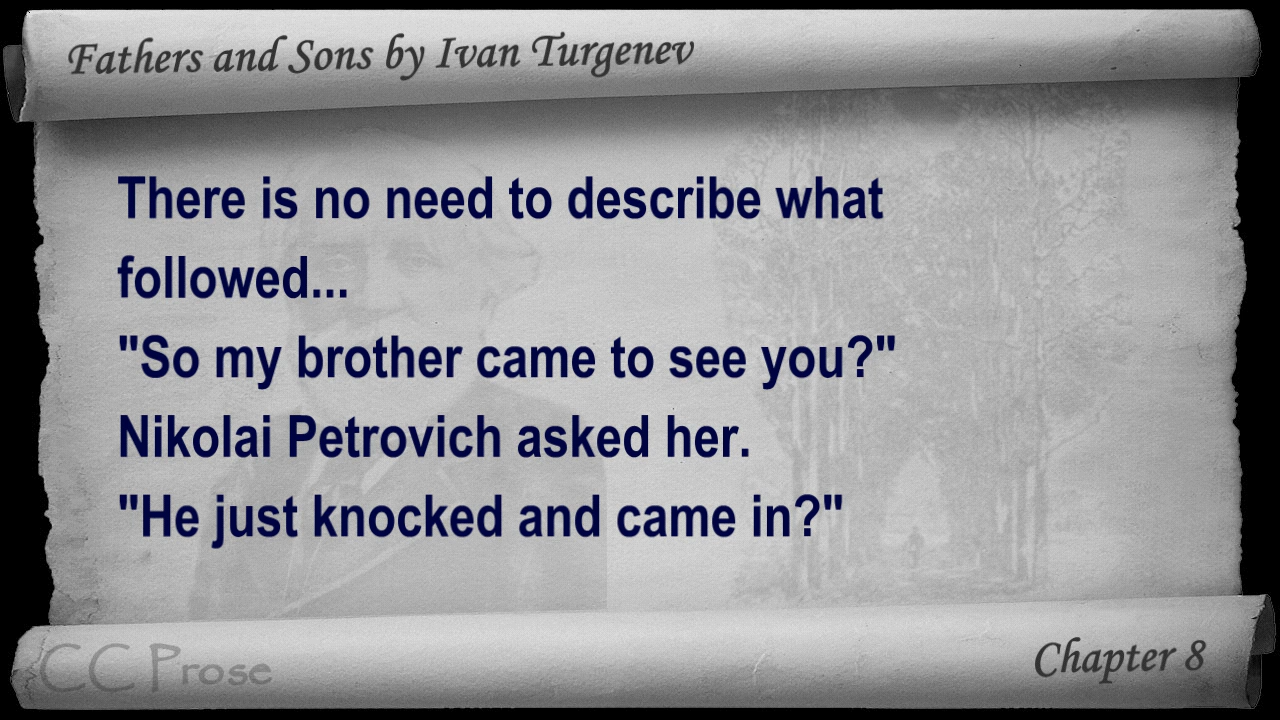 Fathers and Sons by Ivan Turgenev
There is no need to describe what
followed...
"So my brother came to see you?"
Nikolai Petrovich asked her.
"He just knocked and came in?"
CC Prose
Chapter 8